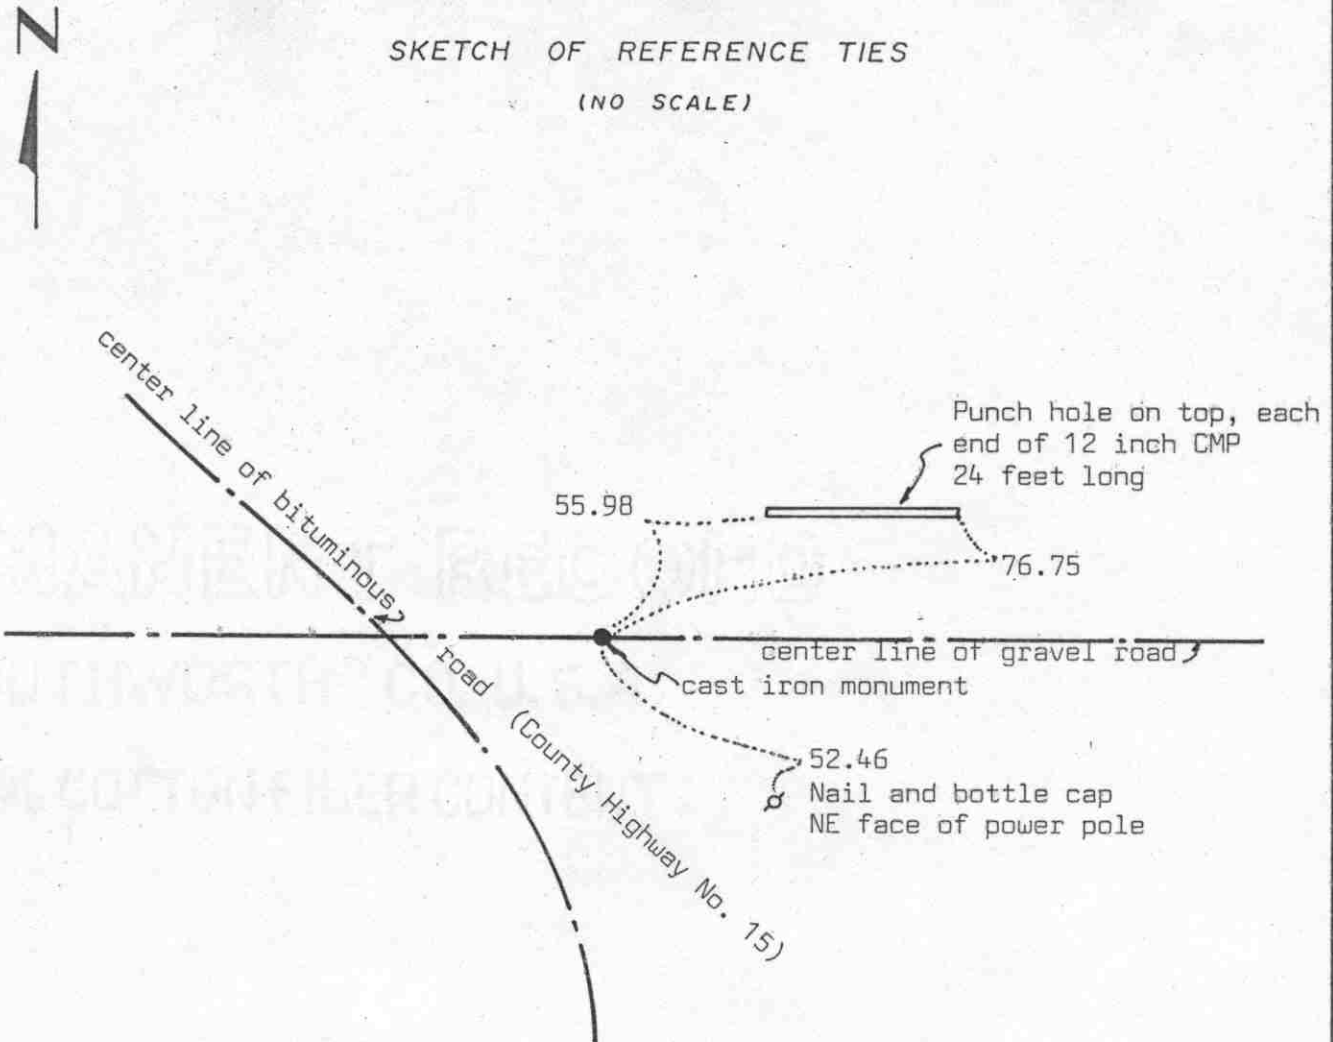 N
SKETCH OF REFERENCE TIES
(NO SCALE)
center line of bituminous road (County Highway No. 15)
Punch hole on top, each
end of 12 inch CMP
24 feet long
55.98
76.75
center line of gravel road
cast iron monument
52.46
Nail and bottle cap
NE face of power pole